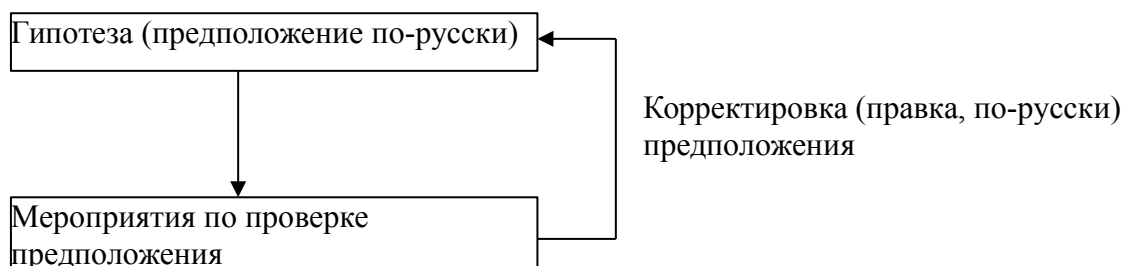 Гипотеза (предположение по-русски)
Корректировка (правка, по-русски)
предположения
Мероприятия по проверке
предположения